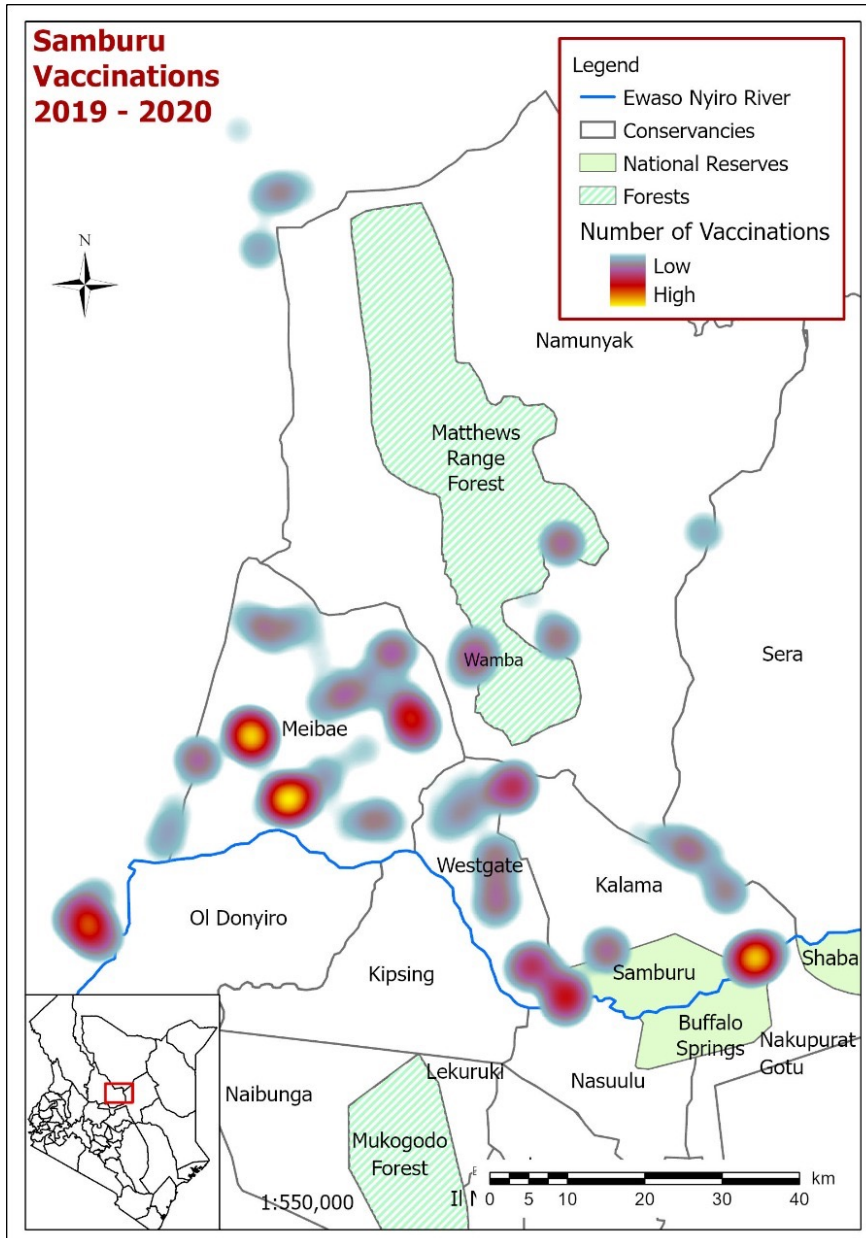 Samburu
Vaccinations
2019 - 2020
Legend
Ewaso Nyiro River
Conservancies
National Reserves
Forests
Number of Vaccinations
Low
High
N
Namunyak
Matthews
Range
Forest
Wamba
Sera
Meibae
Westgate
Kalama
Ol Donyiro
Kipsing
Samburu
Shaba
Buffalo
Springs
Nakupurat
Gotu
Naibunga
Lekuruki
Nasuulu
Mukogodo
Forest
1:550,000
km
0 5 10 20 30 40